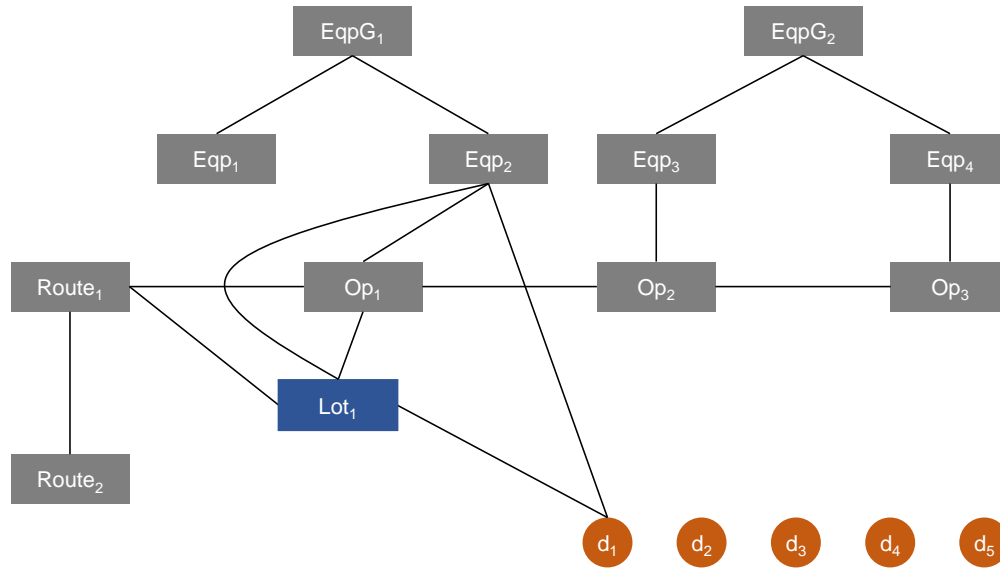 EqpG₁
EqpG₂
Eqp₁
Eqp₂
Eqp₃
Eqp₄
Route₁
Op₁
Op₂
Op₃
Lot₁
Route₂
d₁
d₂
d₃
d₄
d₅